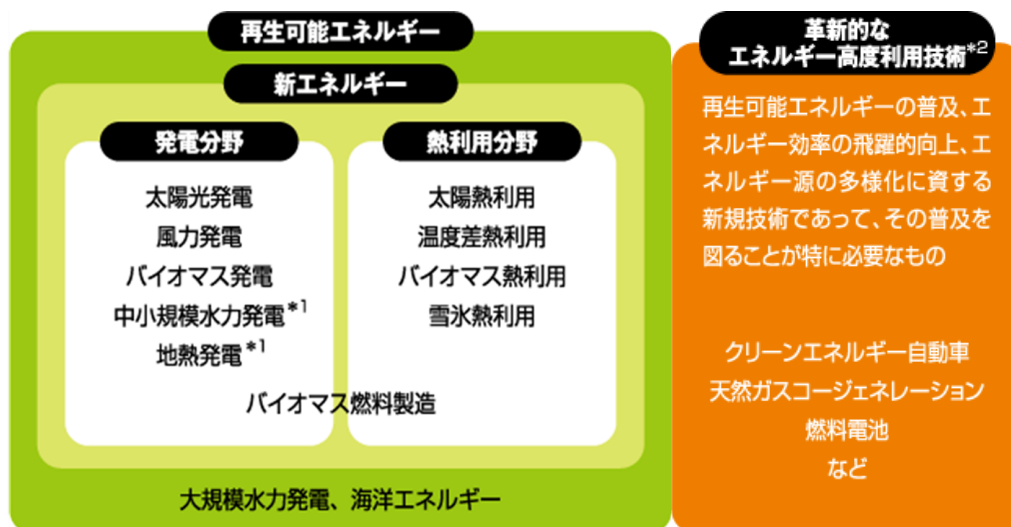 再生可能エネルギー
新エネルギー
発電分野
太陽光発電
風力発電
バイオマス発電
中小規模水力発電*1
地熱発電*1
熱利用分野
太陽熱利用
温度差熱利用
バイオマス熱利用
雪氷熱利用
バイオマス燃料製造
大規模水力発電、海洋エネルギー
革新的な
エネルギー高度利用技術*2
再生可能エネルギーの普及、エ
ネルギー効率の飛躍的向上、エ
ネルギー源の多様化に資する
新規技術であって、その普及を
図ることが特に必要なもの
クリーンエネルギー自動車
天然ガスコージェネレーション
燃料電池
など